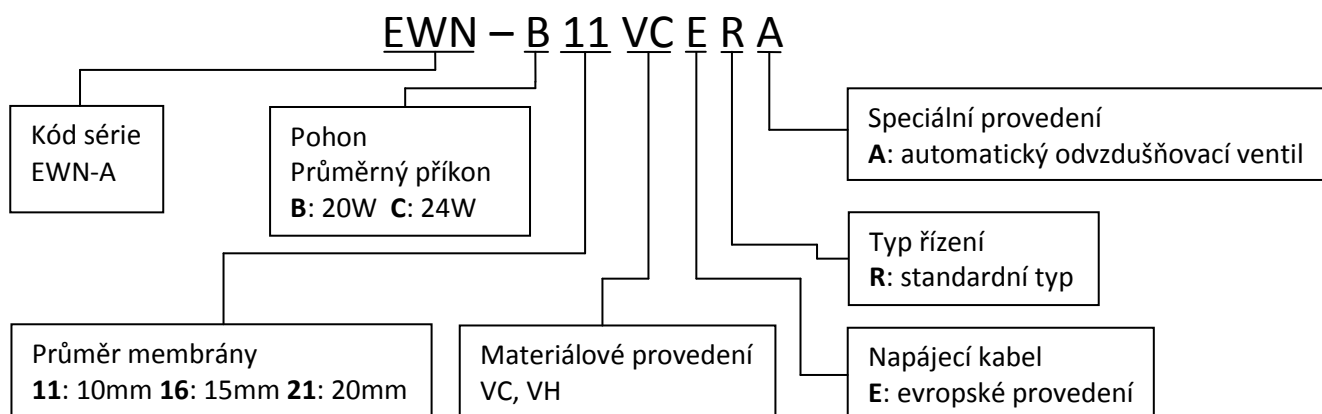 EWN – B 11 VC E R A
Kód série
EWN-A
Pohon
Průměrný příkon
B: 20W C: 24W
Speciální provedení
A: automatický odvzdušňovací ventil
Typ řízení
R: standardní typ
Průměr membrány
11: 10mm 16: 15mm 21: 20mm
Materiálové provedení
VC, VH
Napájecí kabel
E: evropské provedení